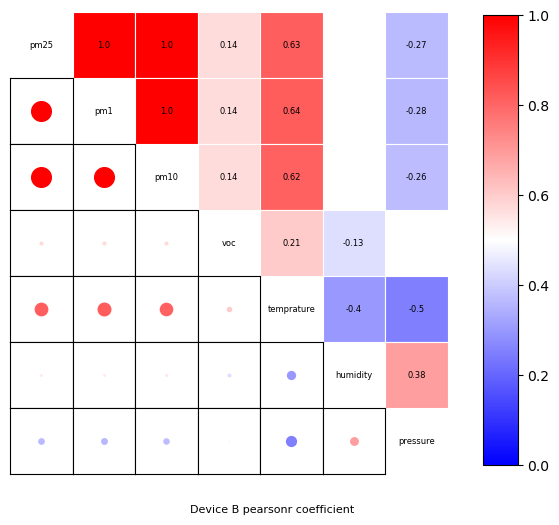 pm25 1.0 1.0 0.14 0.63 -0.27
pm1 1.0 0.14 0.64 -0.28
pm10 0.14 0.62 -0.26
voc 0.21 -0.13
temprature -0.4 -0.5
humidity 0.38
pressure
1.0
0.8
0.6
0.4
0.2
0.0
Device B pearsonr coefficient